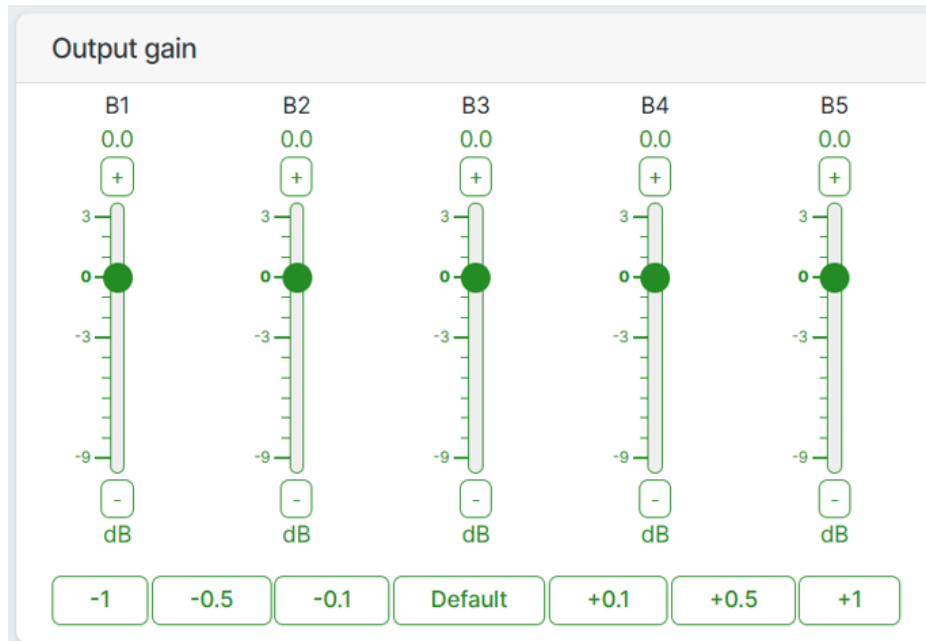 Output gain
B1 B2 B3 B4 B5
0.0 0.0 0.0 0.0 0.0
+ + + + +
3 3 3 3 3
0 0 0 0 0
-3 -3 -3 -3 -3
-9 -9 -9 -9 -9
- - - - -
dB dB dB dB dB
-1 -0.5 -0.1 Default +0.1 +0.5 +1